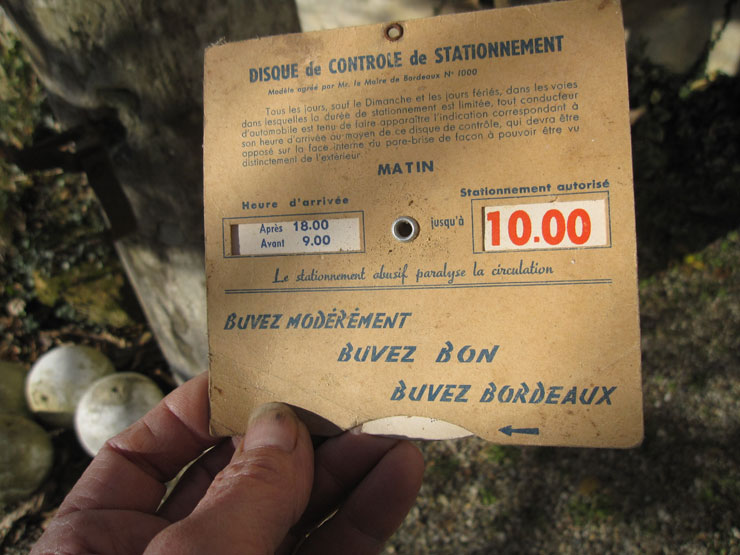 DISQUE de CONTROLE de STATIONNEMENT
Modèle agrée par Mr. le Maire de Bordeaux N° 1000
Tous les jours, sauf le Dimanche et les jours fériés, dans les voies
dans lesquelles la durée de stationnement est limitée, tout conducteur
d'automobile est tenu de faire apparaître l'indication correspondant à
son heure d'arrivée au moyen de ce disque de contrôle, qui devra être
apposé sur la face interne du pare-brise de façon à pouvoir être vu
distinctement de l'extérieur.
MATIN
Heure d'arrivée
Stationnement autorisé
Après 18.00
Avant 9.00
jusqu'à
10.00
Le stationnement abusif paralyse la circulation
BUVEZ MODÉRÉMENT
BUVEZ BON
BUVEZ BORDEAUX